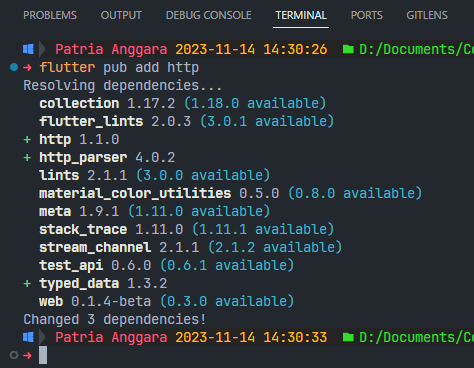 PROBLEMS OUTPUT DEBUG CONSOLE TERMINAL PORTS GITLENS
Patria Anggara 2023-11-14 14:30:26 D:/Documents/Co
→ flutter pub add http
Resolving dependencies...
collection 1.17.2 (1.18.0 available)
flutter_lints 2.0.3 (3.0.1 available)
+ http 1.1.0
+ http_parser 4.0.2
lints 2.1.1 (3.0.0 available)
material_color_utilities 0.5.0 (0.8.0 available)
meta 1.9.1 (1.11.0 available)
stack_trace 1.11.0 (1.11.1 available)
stream_channel 2.1.1 (2.1.2 available)
test_api 0.6.0 (0.6.1 available)
+ typed_data 1.3.2
web 0.1.4-beta (0.3.0 available)
Changed 3 dependencies!
Patria Anggara 2023-11-14 14:30:33 D:/Documents/Co
→